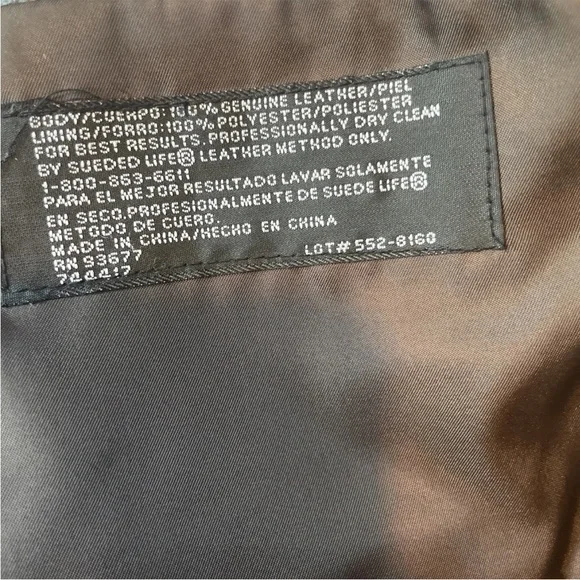 BODY/CUERPO: 100% GENUINE LEATHER/PIEL
LINING/FORRO: 100% POLYESTER/POLIESTER
FOR BEST RESULTS. PROFESSIONALLY DRY CLEAN
BY SUEDED LIFE® LEATHER METHOD ONLY.
1-800-863-6611
PARA EL MEJOR RESULTADO LAVAR SOLAMENTE
EN SECO. PROFESIONALMENTE DE SUEDE LIFE®
METODO DE CUERO.
MADE IN CHINA/HECHO EN CHINA
RN 93677 LOT# 552-8160
744417